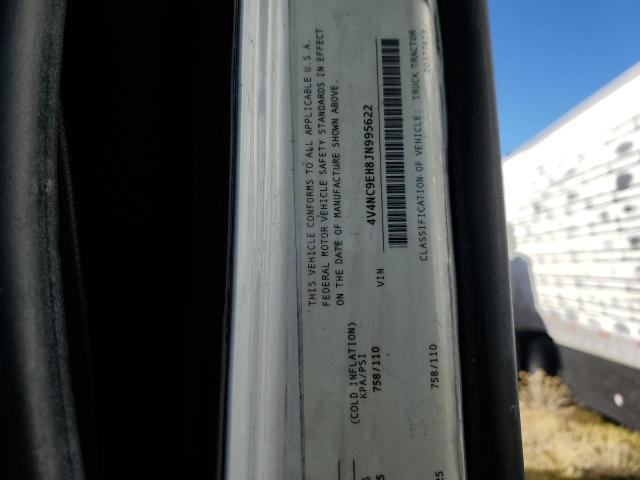 THIS VEHICLE CONFORMS TO ALL APPLICABLE U.S.A.
FEDERAL MOTOR VEHICLE SAFETY STANDARDS IN EFFECT
ON THE DATE OF MANUFACTURE SHOWN ABOVE.
(COLD INFLATION)
KPA/PSI
758/110
VIN
4V4NC9EH8JN995622
758/110
CLASSIFICATION OF VEHICLE: TRUCK TRACTOR